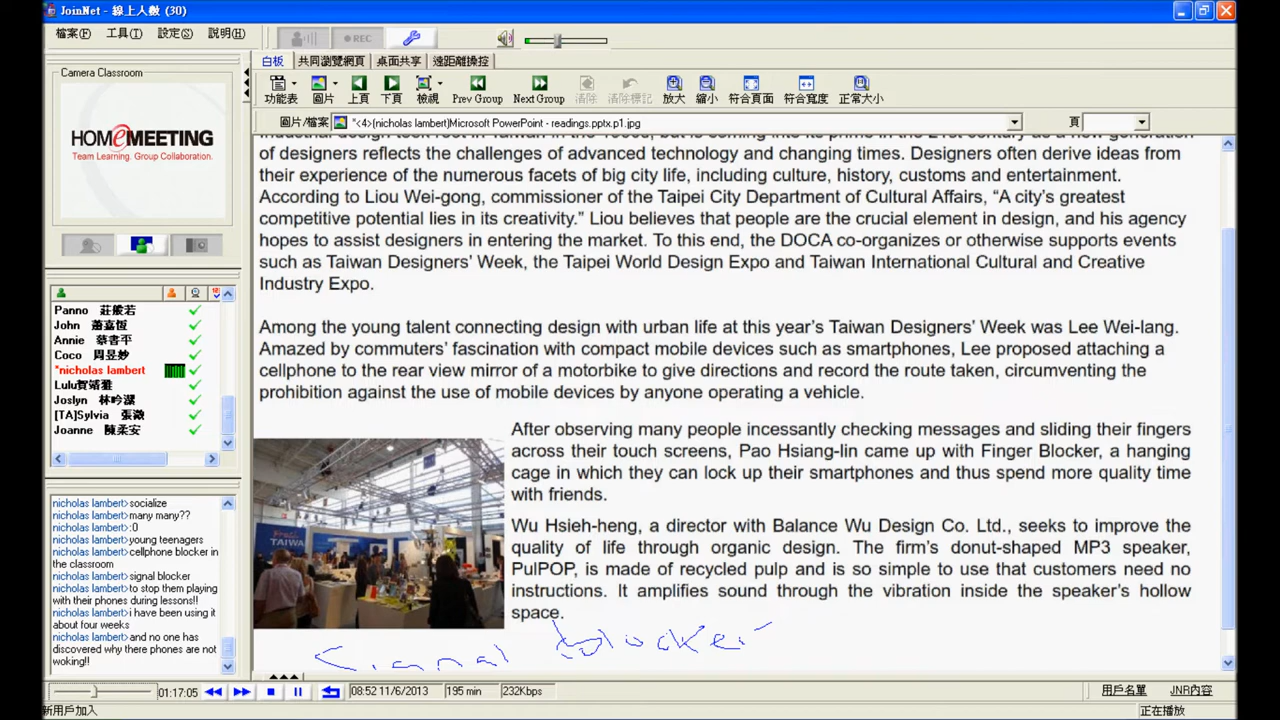 JoinNet - 線上人數 (30)
檔案(F) 工具(I) 設定(S) 說明(H)
REC
Camera Classroom
HOMeMEETING
Team Learning. Group Collaboration.
白板 共同瀏覽網頁 桌面共享 遠距離操控
功能表 圖片 上頁 下頁 檢視 Prev Group Next Group 清除 清除標記 放大 縮小 符合頁面 符合寬度 正常大小
圖片/檔案 *<4>(nicholas lambert)Microsoft PowerPoint - readings.pptx.p1.jpg 頁
of designers reflects the challenges of advanced technology and changing times. Designers often derive ideas from
their experience of the numerous facets of big city life, including culture, history, customs and entertainment.
According to Liou Wei-gong, commissioner of the Taipei City Department of Cultural Affairs, “A city’s greatest
competitive potential lies in its creativity.” Liou believes that people are the crucial element in design, and his agency
hopes to assist designers in entering the market. To this end, the DOCA co-organizes or otherwise supports events
such as Taiwan Designers’ Week, the Taipei World Design Expo and Taiwan International Cultural and Creative
Industry Expo.
Among the young talent connecting design with urban life at this year’s Taiwan Designers’ Week was Lee Wei-lang.
Amazed by commuters’ fascination with compact mobile devices such as smartphones, Lee proposed attaching a
cellphone to the rear view mirror of a motorbike to give directions and record the route taken, circumventing the
prohibition against the use of mobile devices by anyone operating a vehicle.
After observing many people incessantly checking messages and sliding their fingers
across their touch screens, Pao Hsiang-lin came up with Finger Blocker, a hanging
cage in which they can lock up their smartphones and thus spend more quality time
with friends.
Wu Hsieh-heng, a director with Balance Wu Design Co. Ltd., seeks to improve the
quality of life through organic design. The firm’s donut-shaped MP3 speaker,
PulPOP, is made of recycled pulp and is so simple to use that customers need no
instructions. It amplifies sound through the vibration inside the speaker’s hollow
space.
TAIWAN
blocker
Panno
John 蕭嘉恆
Annie 蔡書平
Coco 周昱妙
*nicholas lambert
Lulu
Joslyn 林吟潔
[TA]Sylvia
Joanne 陳柔安
nicholas lambert>socialize
nicholas lambert>many many??
nicholas lambert>:0
nicholas lambert>young teenagers
nicholas lambert>cellphone blocker in
the classroom
nicholas lambert>signal blocker
nicholas lambert>to stop them playing
with their phones during lessons!!
nicholas lambert>i have been using it
about four weeks
nicholas lambert>and no one has
discovered why there phones are not
woking!!
01:17:05 08:52 11/6/2013 195 min 232Kbps 用戶名單 JNR內容
新用戶加入 正在播放